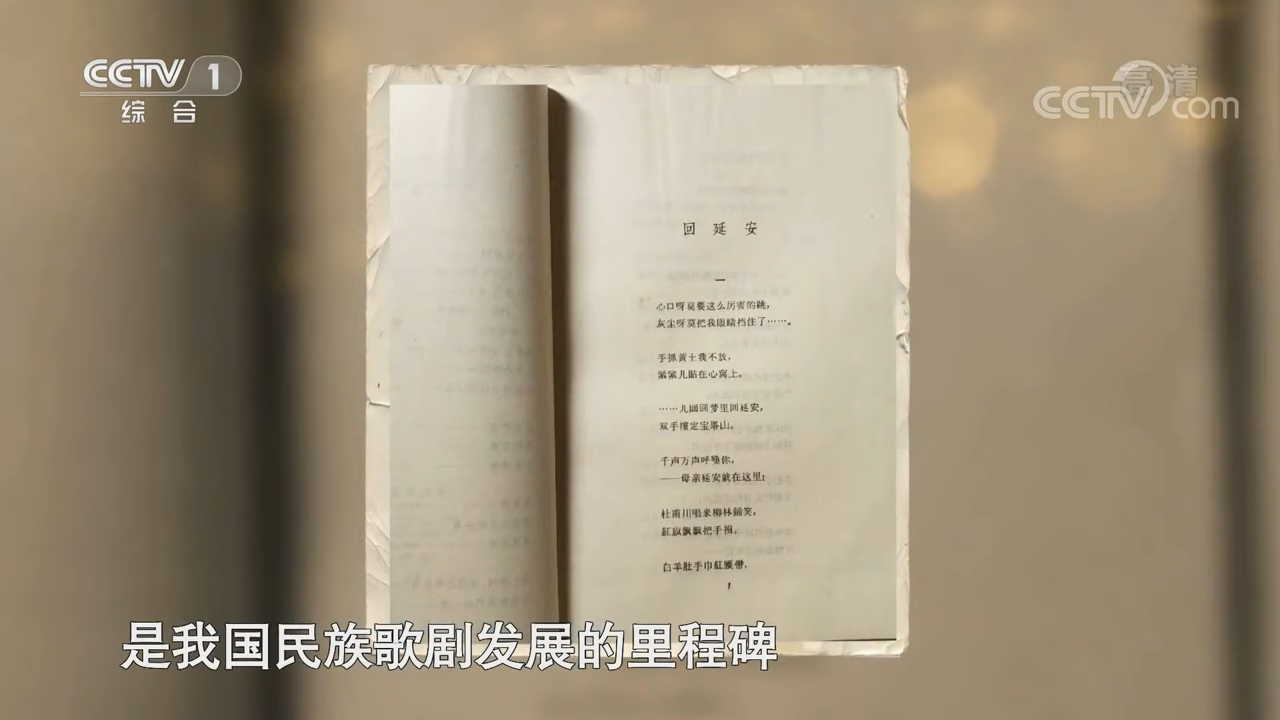 CCTV 1
综合
高清
CCTV.com
回延安
一
心口呀莫要这么厉害的跳，
灰尘呀莫把我眼睛挡住了……。
手抓黄土我不放，
紧紧儿贴在心窝上。
……几回回梦里回延安，
双手搂定宝塔山。
千声万声呼唤你，
——母亲延安就在这里！
杜甫川唱来柳林铺笑，
紅旗飘飘把手招。
白羊肚手巾紅腰带，
1
是我国民族歌剧发展的里程碑